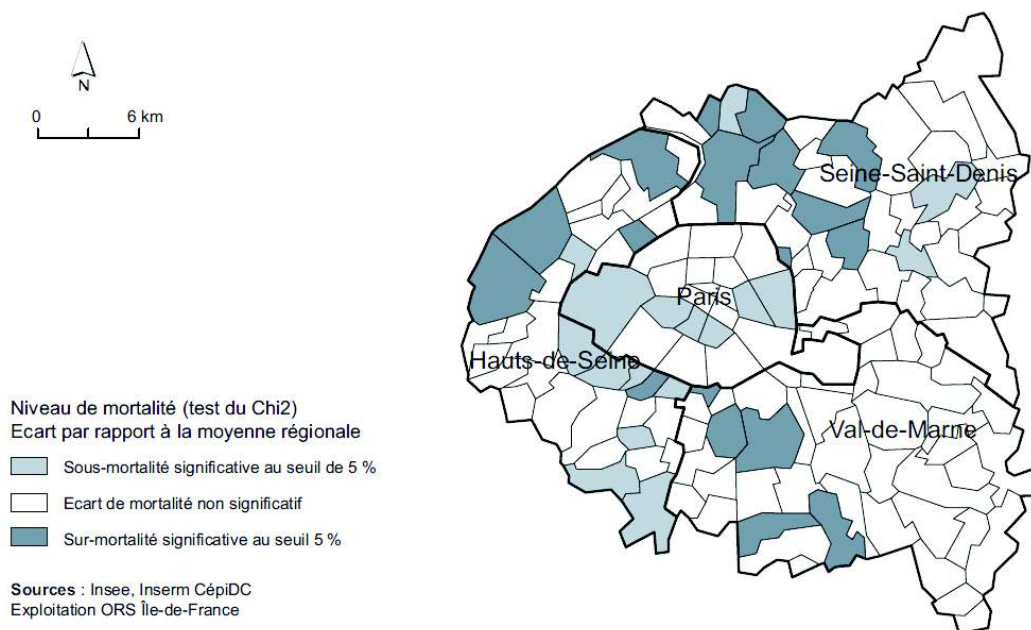 N
0 6 km
Seine-Saint-Denis
Paris
Hauts-de-Seine
Val-de-Marne
Niveau de mortalité (test du Chi2)
Ecart par rapport à la moyenne régionale
Sous-mortalité significative au seuil de 5 %
Ecart de mortalité non significatif
Sur-mortalité significative au seuil 5 %
Sources : Insee, Inserm CépiDC
Exploitation ORS Île-de-France